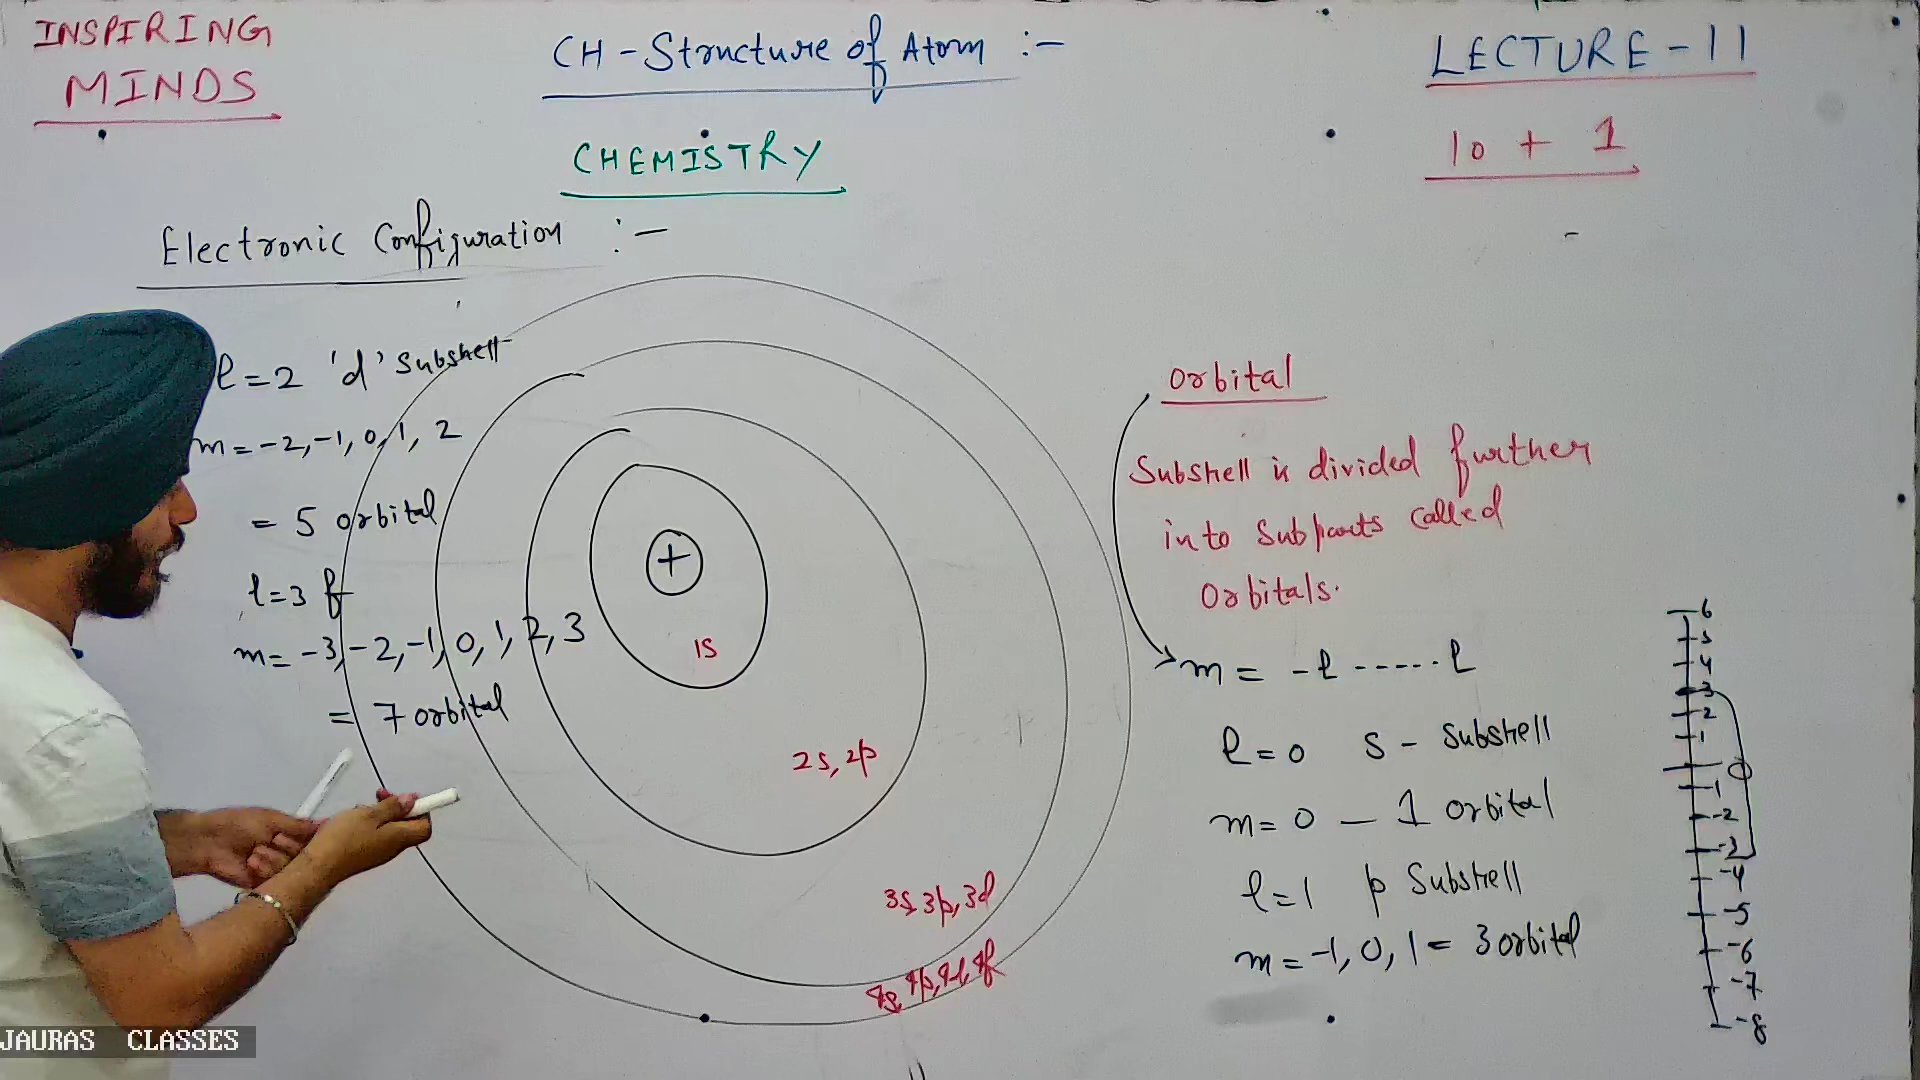 INSPIRING
MINDS
CH - Structure of Atom :-
LECTURE - 11
CHEMISTRY
10 + 1
Electronic Configuration :-
l = 2 'd' Subshell
m = -2, -1, 0, 1, 2
= 5 orbital
l = 3 f
m = -3, -2, -1, 0, 1, 2, 3
= 7 orbital
+
1S
2s, 2p
3s, 3p, 3d
4s, 4p, 4d, 4f
Orbital
Subshell is divided further
into Subparts called
Orbitals.
m = -l ----- l
l = 0 S - Subshell
m = 0 - 1 orbital
l = 1 p Subshell
m = -1, 0, 1 = 3 orbital
6
5
4
3
2
1
0
-1
-2
-3
-4
-5
-6
-7
-8
JAURAS CLASSES